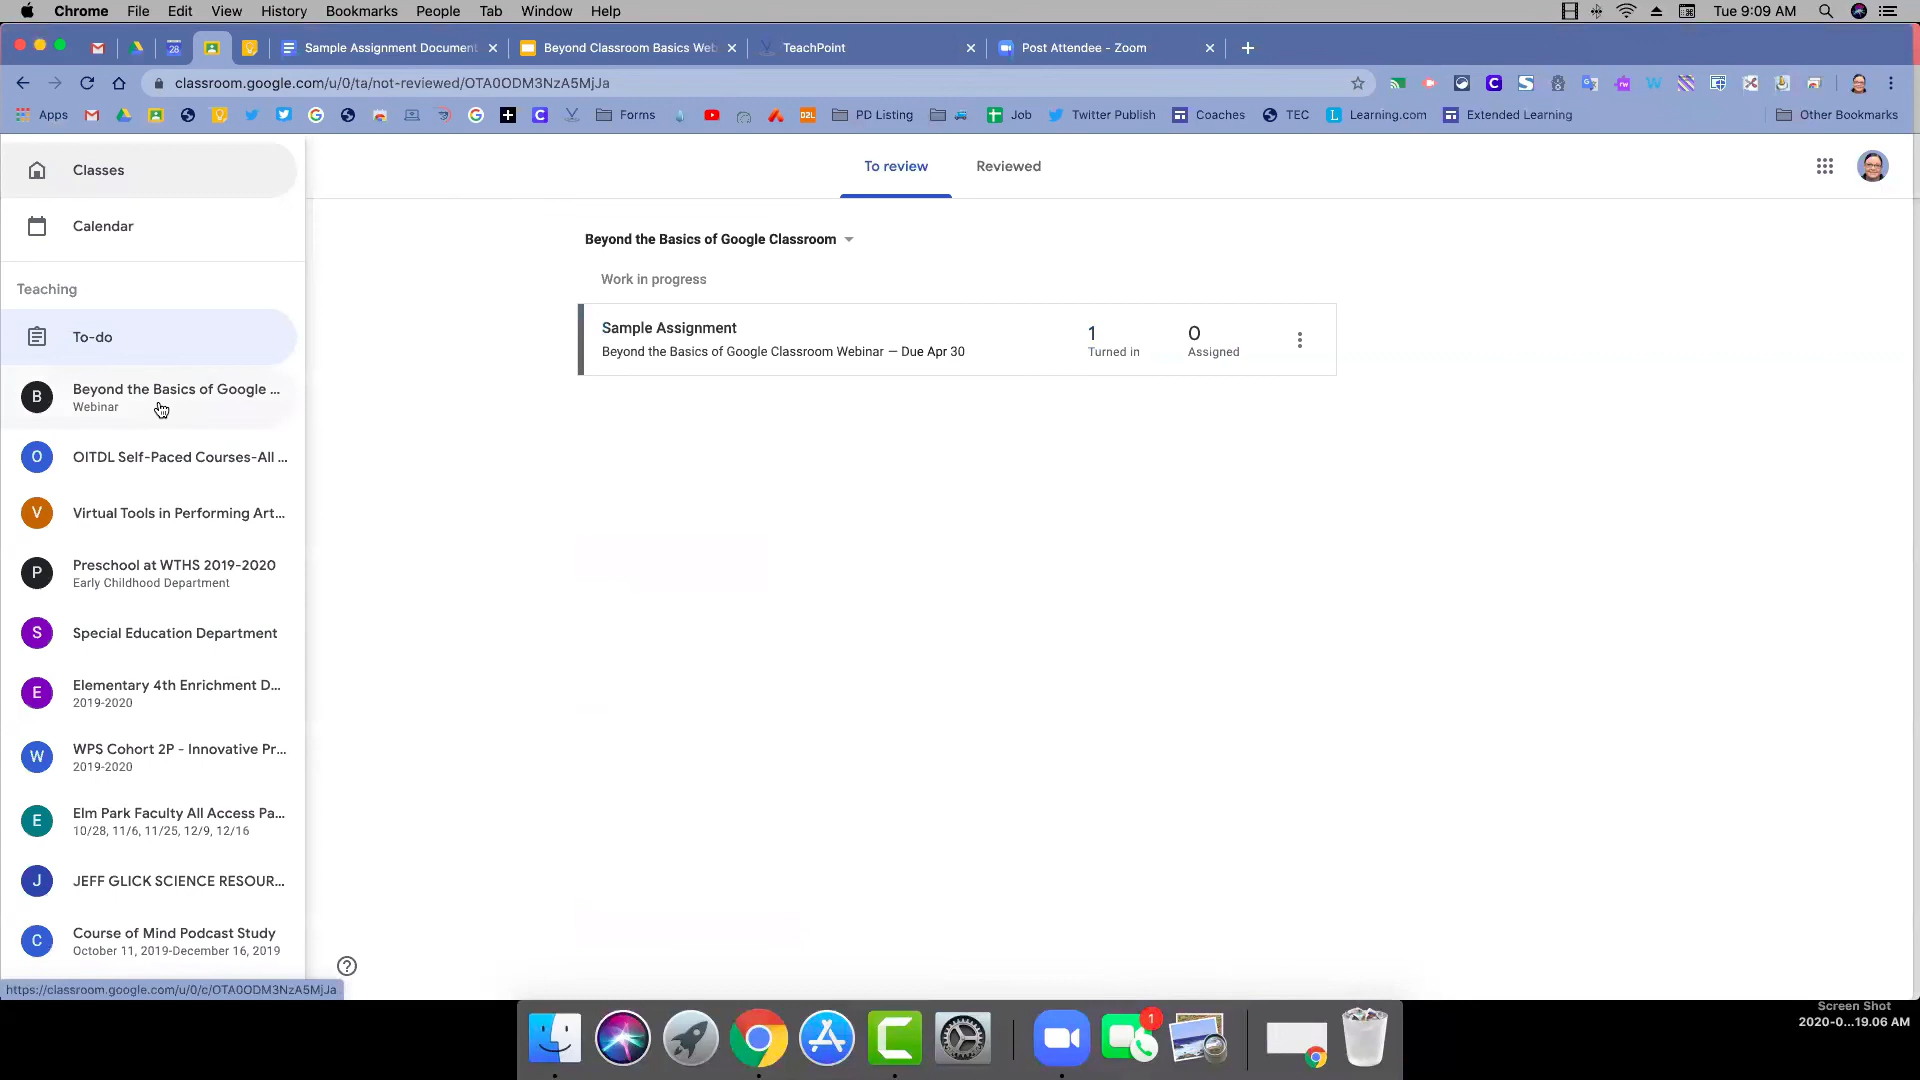 Chrome File Edit View History Bookmarks People Tab Window Help Tue 9:09 AM
28 Sample Assignment Document Beyond Classroom Basics Web TeachPoint Post Attendee - Zoom
classroom.google.com/u/0/ta/not-reviewed/OTA0ODM3NzA5MjJa
Apps Forms PD Listing Job Twitter Publish Coaches TEC Learning.com Extended Learning Other Bookmarks
Classes
Calendar
Teaching
To-do
B Beyond the Basics of Google ...
Webinar
O OITDL Self-Paced Courses-All ...
V Virtual Tools in Performing Art...
P Preschool at WTHS 2019-2020
Early Childhood Department
S Special Education Department
E Elementary 4th Enrichment D...
2019-2020
W WPS Cohort 2P - Innovative Pr...
2019-2020
E Elm Park Faculty All Access Pa...
10/28, 11/6, 11/25, 12/9, 12/16
J JEFF GLICK SCIENCE RESOUR...
C Course of Mind Podcast Study
October 11, 2019-December 16, 2019
https://classroom.google.com/u/0/c/OTA0ODM3NzA5MjJa
To review Reviewed
Beyond the Basics of Google Classroom
Work in progress
Sample Assignment
Beyond the Basics of Google Classroom Webinar — Due Apr 30
1
Turned in
0
Assigned
1
Screen Shot
2020-0...19.06 AM